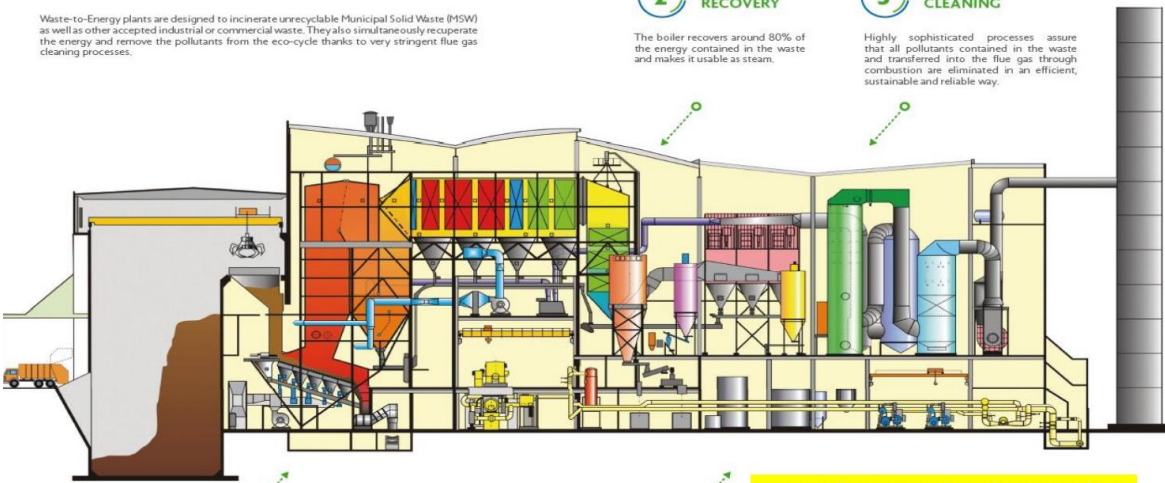 Waste-to-Energy plants are designed to incinerate unrecyclable Municipal Solid Waste (MSW)
as well as other accepted industrial or commercial waste. They also simultaneously recuperate
the energy and remove the pollutants from the eco-cycle thanks to very stringent flue gas
cleaning processes.
2
RECOVERY
The boiler recovers around 80% of
the energy contained in the waste
and makes it usable as steam.
3
CLEANING
Highly sophisticated processes assure
that all pollutants contained in the waste
and transferred into the flue gas through
combustion are eliminated in an efficient,
sustainable and reliable way.